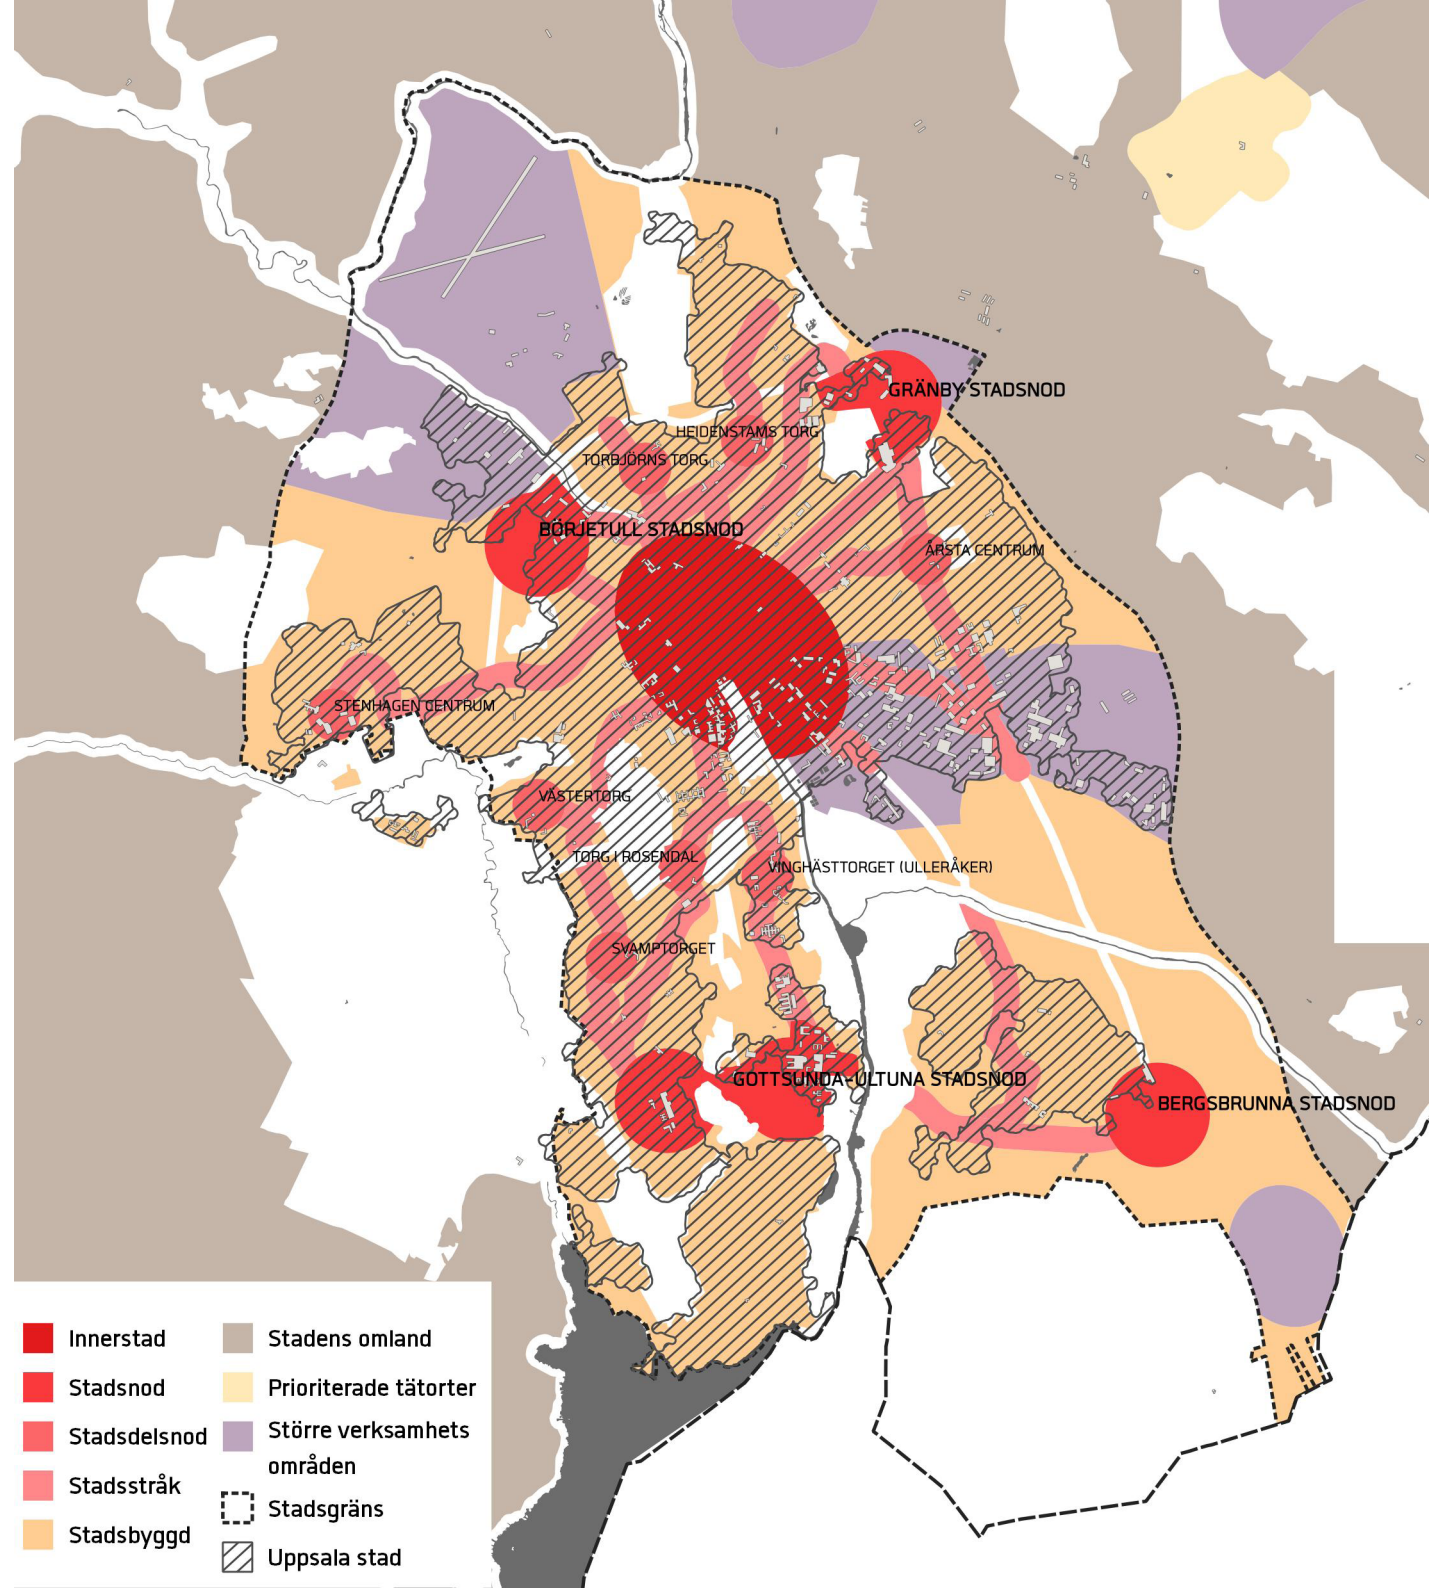 GRÄNBY STADSNOD
HEIDENSTAMS TORG
TORBJÖRNS TORG
BÖRJETULL STADSNOD
ÅRSTA CENTRUM
STENHAGEN CENTRUM
VÄSTERTORG
TORG I ROSENDAL
VINGHÄSTTORGET (ULLERÅKER)
SVAMPTORGET
GOTTSUNDA-ULTUNA STADSNOD
BERGSBRUNNA STADSNOD
Innerstad
Stadsnod
Stadsdelsnod
Stadsstråk
Stadsbyggd
Stadens omland
Prioriterade tätorter
Större verksamhets
områden
Stadsgräns
Uppsala stad